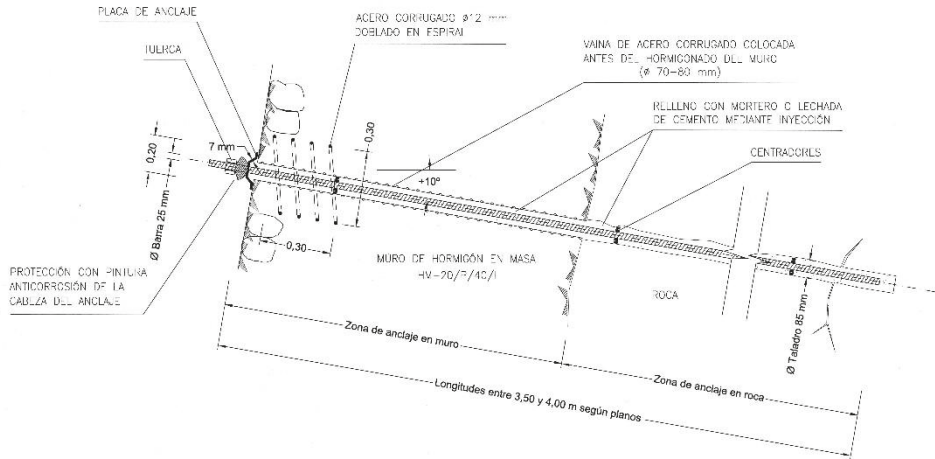 PLACA DE ANCLAJE
TUERCA
ACERO CORRUGADO Ø12
DOBLADO EN ESPIRAL
VAINA DE ACERO CORRUGADO COLOCADA
ANTES DEL HORMIGONADO DEL MURO
(Ø 70-80 mm)
RELLENO CON MORTERO O LECHADA
DE CEMENTO MEDIANTE INYECCIÓN
CENTRADORES
0,20
7 mm
0,30
+10º
Ø Barra 25 mm
0,30
PROTECCIÓN CON PINTURA
ANTICORROSIÓN DE LA
CABEZA DEL ANCLAJE
MURO DE HORMIGÓN EN MASA
HM-20/P/40/I
ROCA
Ø Taladro 85 mm
Zona de anclaje en muro
Zona de anclaje en roca
Longitudes entre 3,50 y 4,00 m según planos